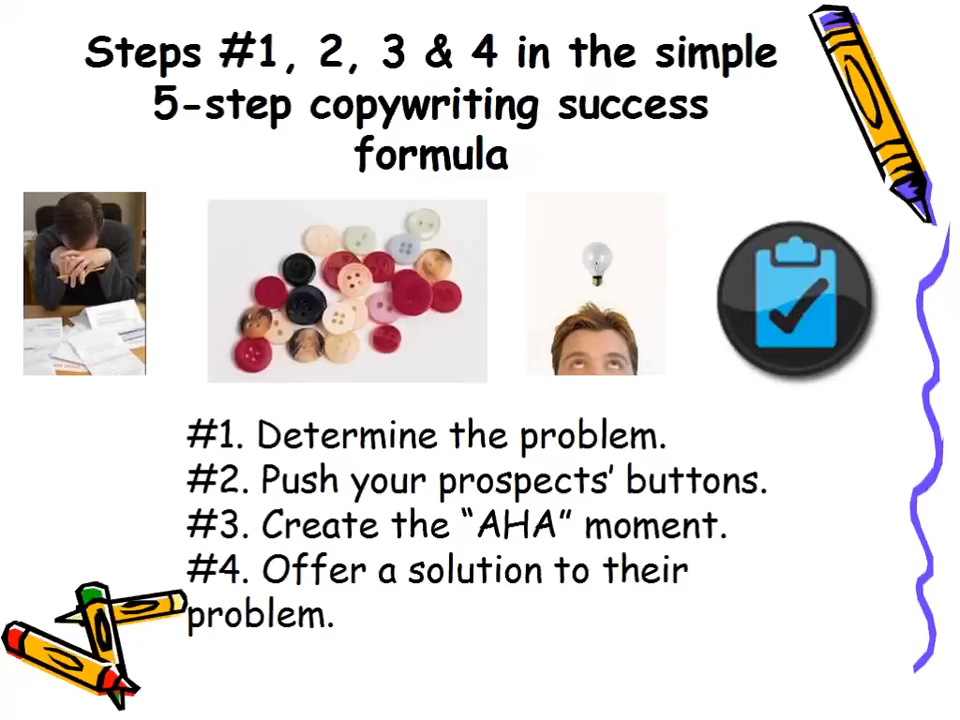 Steps #1, 2, 3 & 4 in the simple
5-step copywriting success
formula
#1. Determine the problem.
#2. Push your prospects’ buttons.
#3. Create the “AHA” moment.
#4. Offer a solution to their
problem.